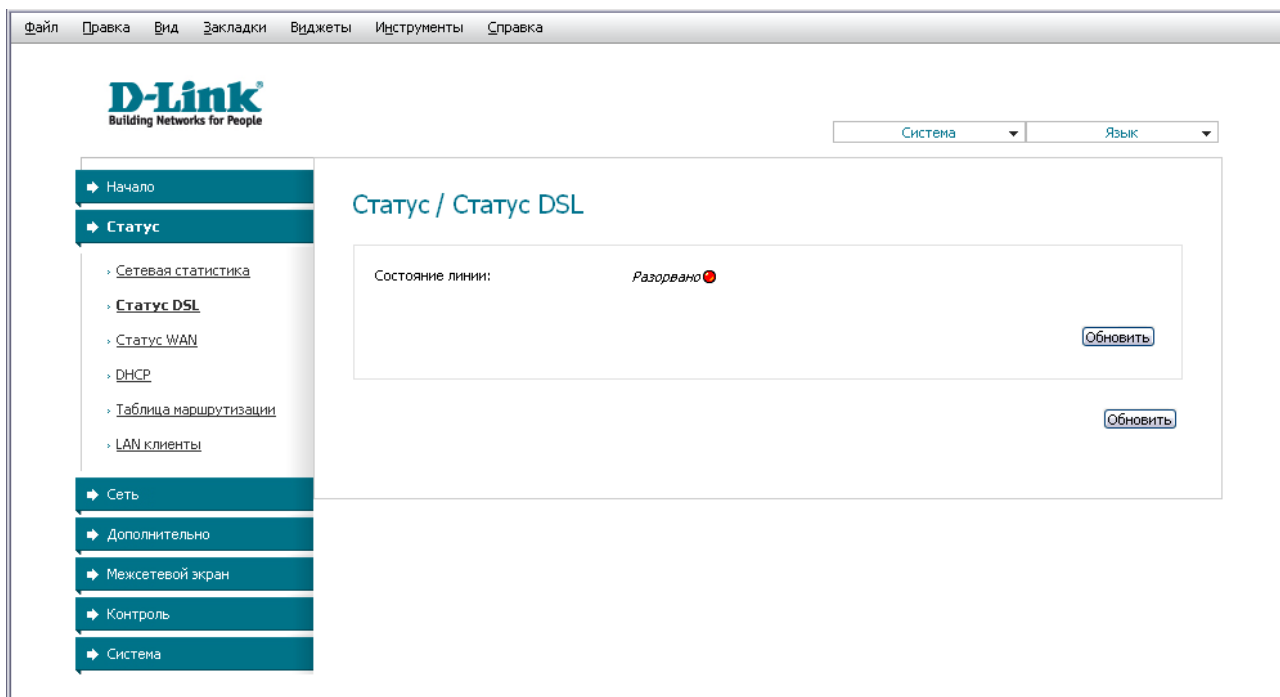 Файл Правка Вид Закладки Виджеты Инструменты Справка
D-Link
Building Networks for People
Система Язык
Начало
Статус
Сетевая статистика
Статус DSL
Статус WAN
DHCP
Таблица маршрутизации
LAN клиенты
Сеть
Дополнительно
Межсетевой экран
Контроль
Система
Статус / Статус DSL
Состояние линии: Разорвано
Обновить
Обновить